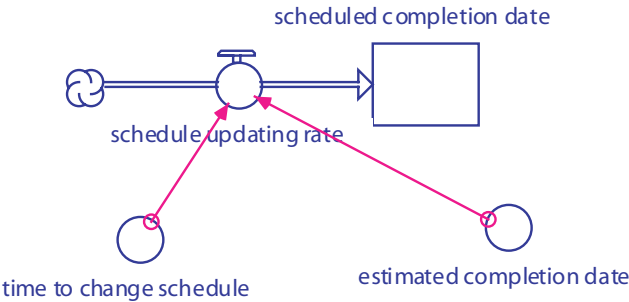 scheduled completion date
schedule updating rate
time to change schedule
estimated completion date